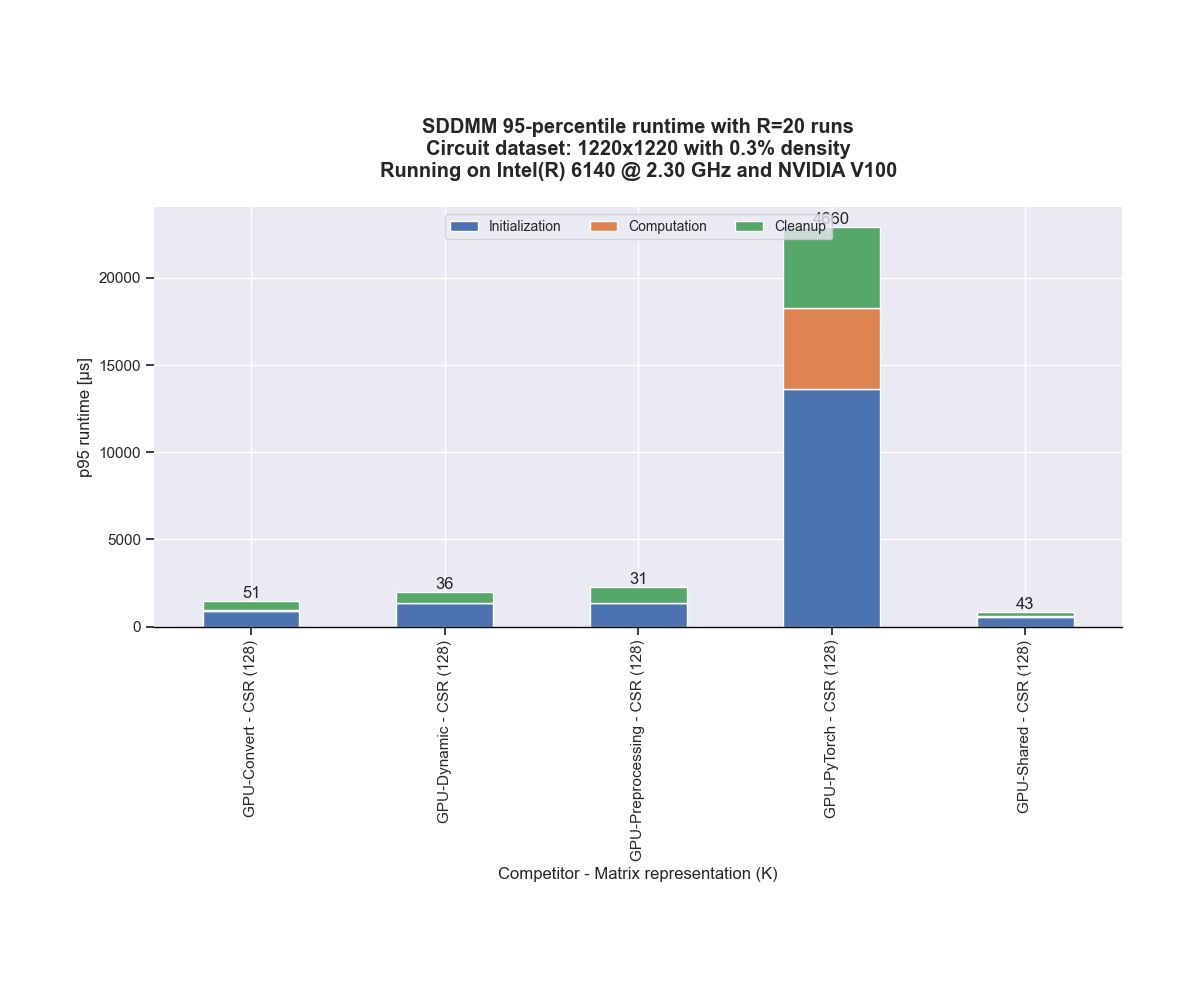 SDDMM 95-percentile runtime with R=20 runs
Circuit dataset: 1220x1220 with 0.3% density
Running on Intel(R) 6140 @ 2.30 GHz and NVIDIA V100
Initialization
Computation
Cleanup
4660
20000
15000
10000
5000
0
p95 runtime [µs]
51
36
31
43
GPU-Convert - CSR (128)
GPU-Dynamic - CSR (128)
GPU-Preprocessing - CSR (128)
GPU-PyTorch - CSR (128)
GPU-Shared - CSR (128)
Competitor - Matrix representation (K)